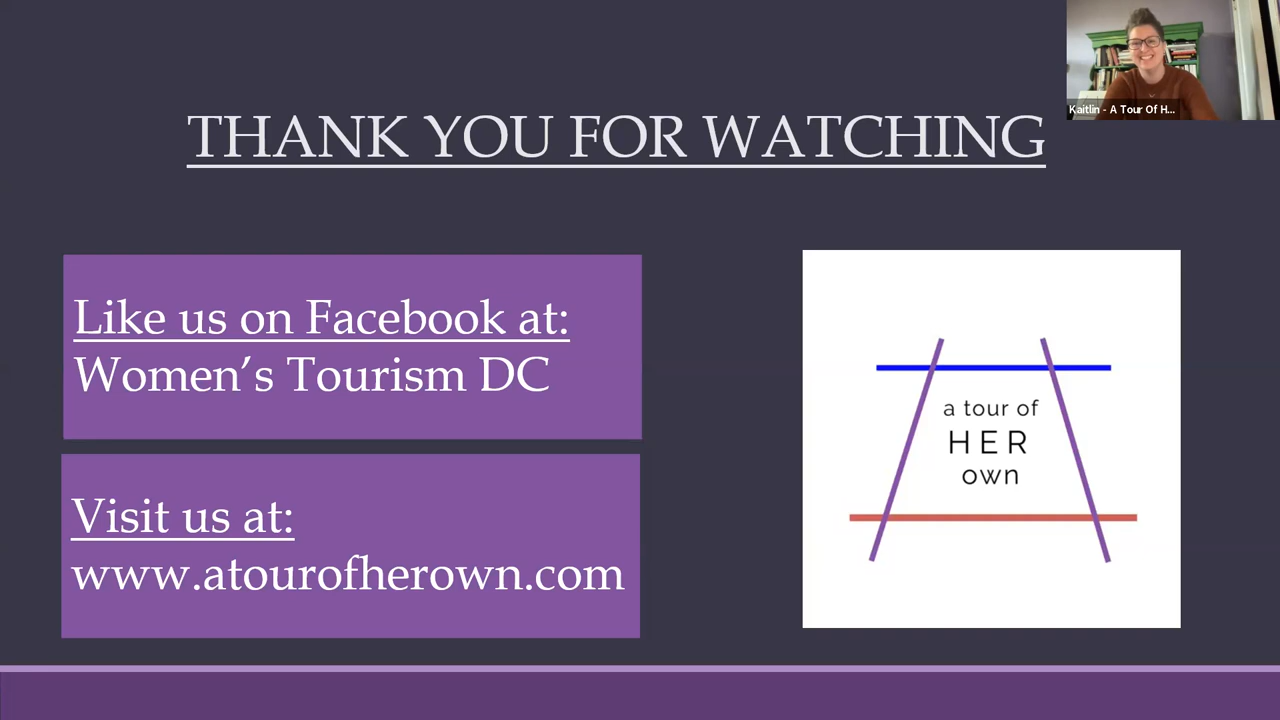 Kaitlin - A Tour Of H...
THANK YOU FOR WATCHING
Like us on Facebook at:
Women’s Tourism DC
Visit us at:
www.atourofherown.com
a tour of
HER
own